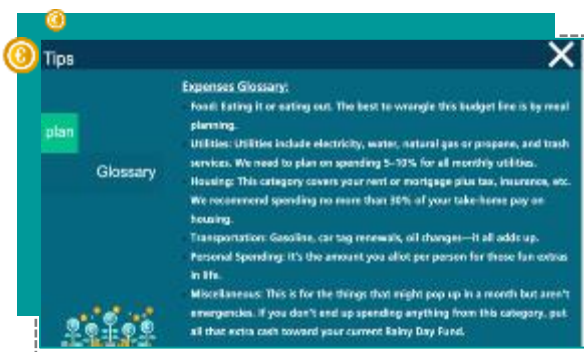 Tips
Expenses Glossary:
Food: Eating it or eating out. The best to wrangle this budget line is by meal
planning.
plan
Utilities: Utilities include electricity, water, natural gas or propane, and trash
services. We need to plan on spending 5-10% for all monthly utilities.
Glossary
Housing: This category covers your rent or mortgage plus tax, insurance, etc.
We recommend spending no more than 30% of your take-home pay on
housing.
Transportation: Gasoline, car tag renewals, oil changes—it all adds up.
Personal Spending: It's the amount you allot per person for those fun extras
in life.
Miscellaneous: This is for the things that might pop up in a month but aren't
emergencies. If you don't end up spending anything from this category, put
all that extra cash toward your current Rainy Day Fund.